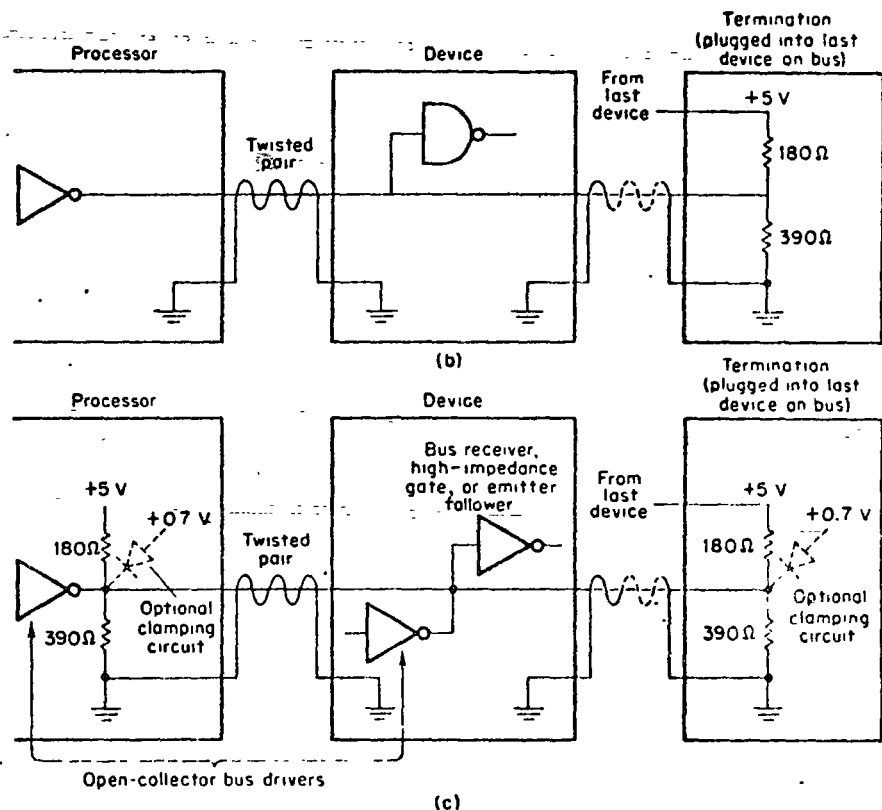 Termination
(plugged into last
device on bus)
Processor
Device
From
last
device
+5 V
Twisted
pair
180Ω
390Ω
(b)
Termination
(plugged into last
device on bus)
Processor
Device
Bus receiver,
high-impedance
gate, or emitter
follower
From
last
device
+5 V
+0.7 V
+5 V
+0.7 V
180Ω
Twisted
pair
180Ω
Optional
clamping
circuit
390Ω
Optional
clamping
circuit
390Ω
Open-collector bus drivers
(c)